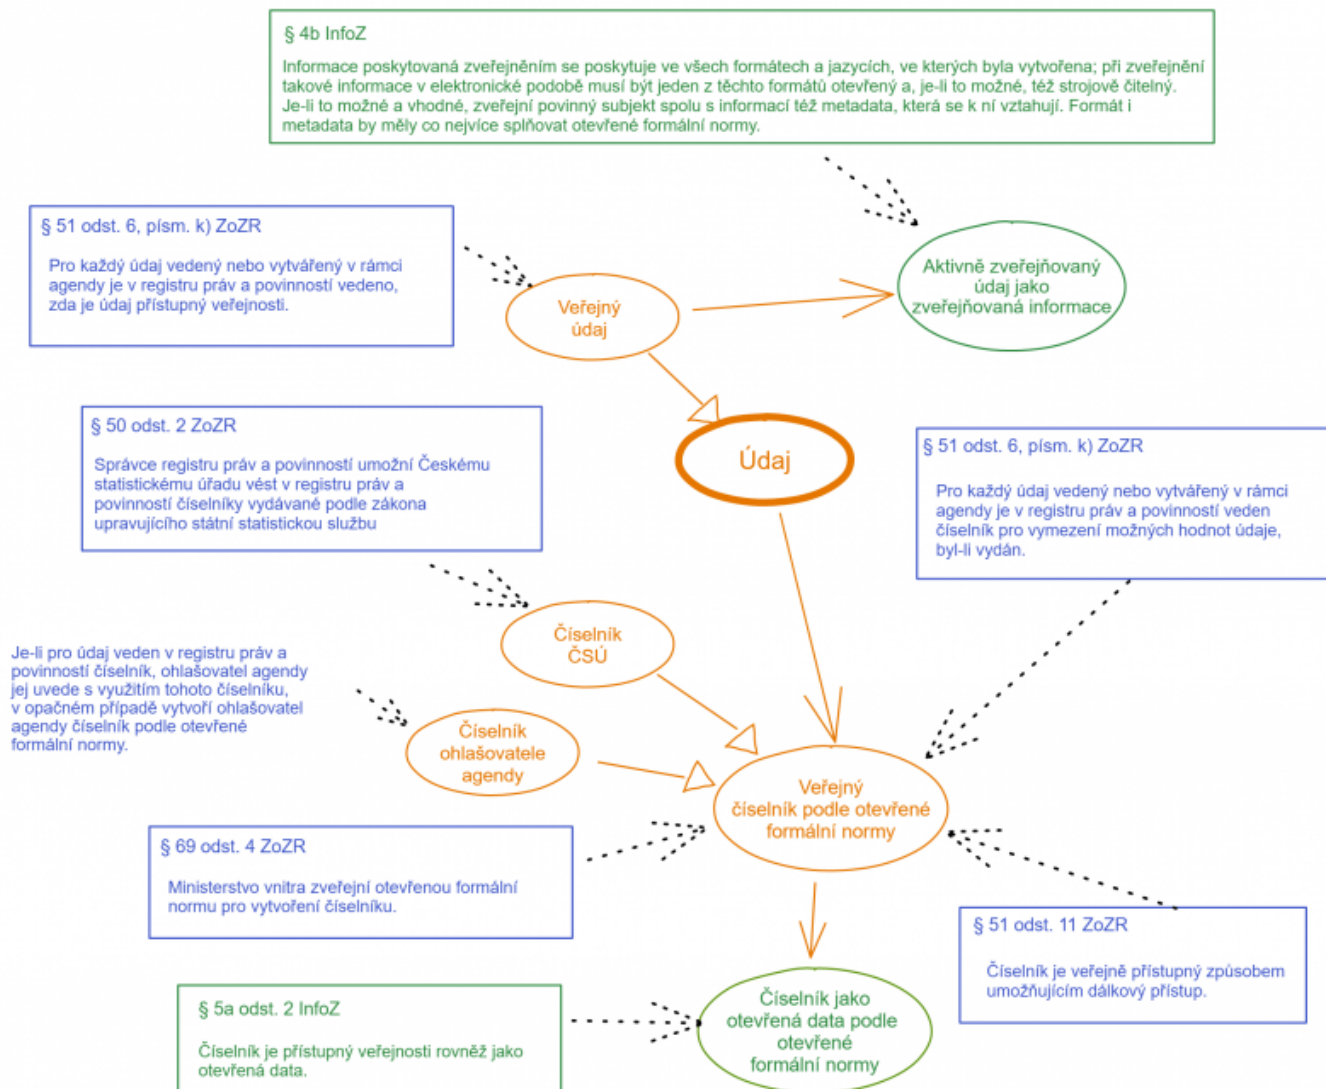 § 4b InfoZ
Informace poskytovaná zveřejněním se poskytuje ve všech formátech a jazycích, ve kterých byla vytvořena; při zveřejnění
takové informace v elektronické podobě musí být jeden z těchto formátů otevřený a, je-li to možné, též strojově čitelný.
Je-li to možné a vhodné, zveřejní povinný subjekt spolu s informací též metadata, která se k ní vztahují. Formát i
metadata by měly co nejvíce splňovat otevřené formální normy.
§ 51 odst. 6, písm. k) ZoZR
Pro každý údaj vedený nebo vytvářený v rámci
agendy je v registru práv a povinností vedeno,
zda je údaj přístupný veřejnosti.
Veřejný
údaj
Aktivně zveřejňovaný
údaj jako
zveřejňovaná informace
§ 50 odst. 2 ZoZR
Správce registru práv a povinností umožní Českému
statistickému úřadu vést v registru práv a
povinností číselníky vydávané podle zákona
upravujícího státní statistickou službu
Údaj
§ 51 odst. 6, písm. k) ZoZR
Pro každý údaj vedený nebo vytvářený v rámci
agendy je v registru práv a povinností veden
číselník pro vymezení možných hodnot údaje,
byl-li vydán.
Číselník
ČSÚ
Je-li pro údaj veden v registru práv a
povinností číselník, ohlašovatel agendy
jej uvede s využitím tohoto číselníku,
v opačném případě vytvoří ohlašovatel
agendy číselník podle otevřené
formální normy.
Číselník
ohlašovatele
agendy
Veřejný
číselník podle otevřené
formální normy
§ 69 odst. 4 ZoZR
Ministerstvo vnitra zveřejní otevřenou formální
normu pro vytvoření číselníku.
§ 51 odst. 11 ZoZR
Číselník je veřejně přístupný způsobem
umožňujícím dálkový přístup.
§ 5a odst. 2 InfoZ
Číselník je přístupný veřejnosti rovněž jako
otevřená data.
Číselník jako
otevřená data podle
otevřené
formální normy